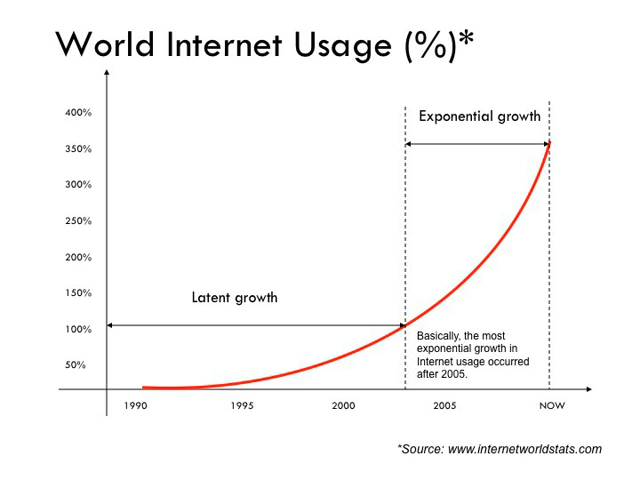 World Internet Usage (%)*
400%
Exponential growth
350%
300%
250%
200%
150%
Latent growth
100%
Basically, the most
exponential growth in
Internet usage occurred
after 2005.
50%
1990 1995 2000 2005 NOW
*Source: www.internetworldstats.com